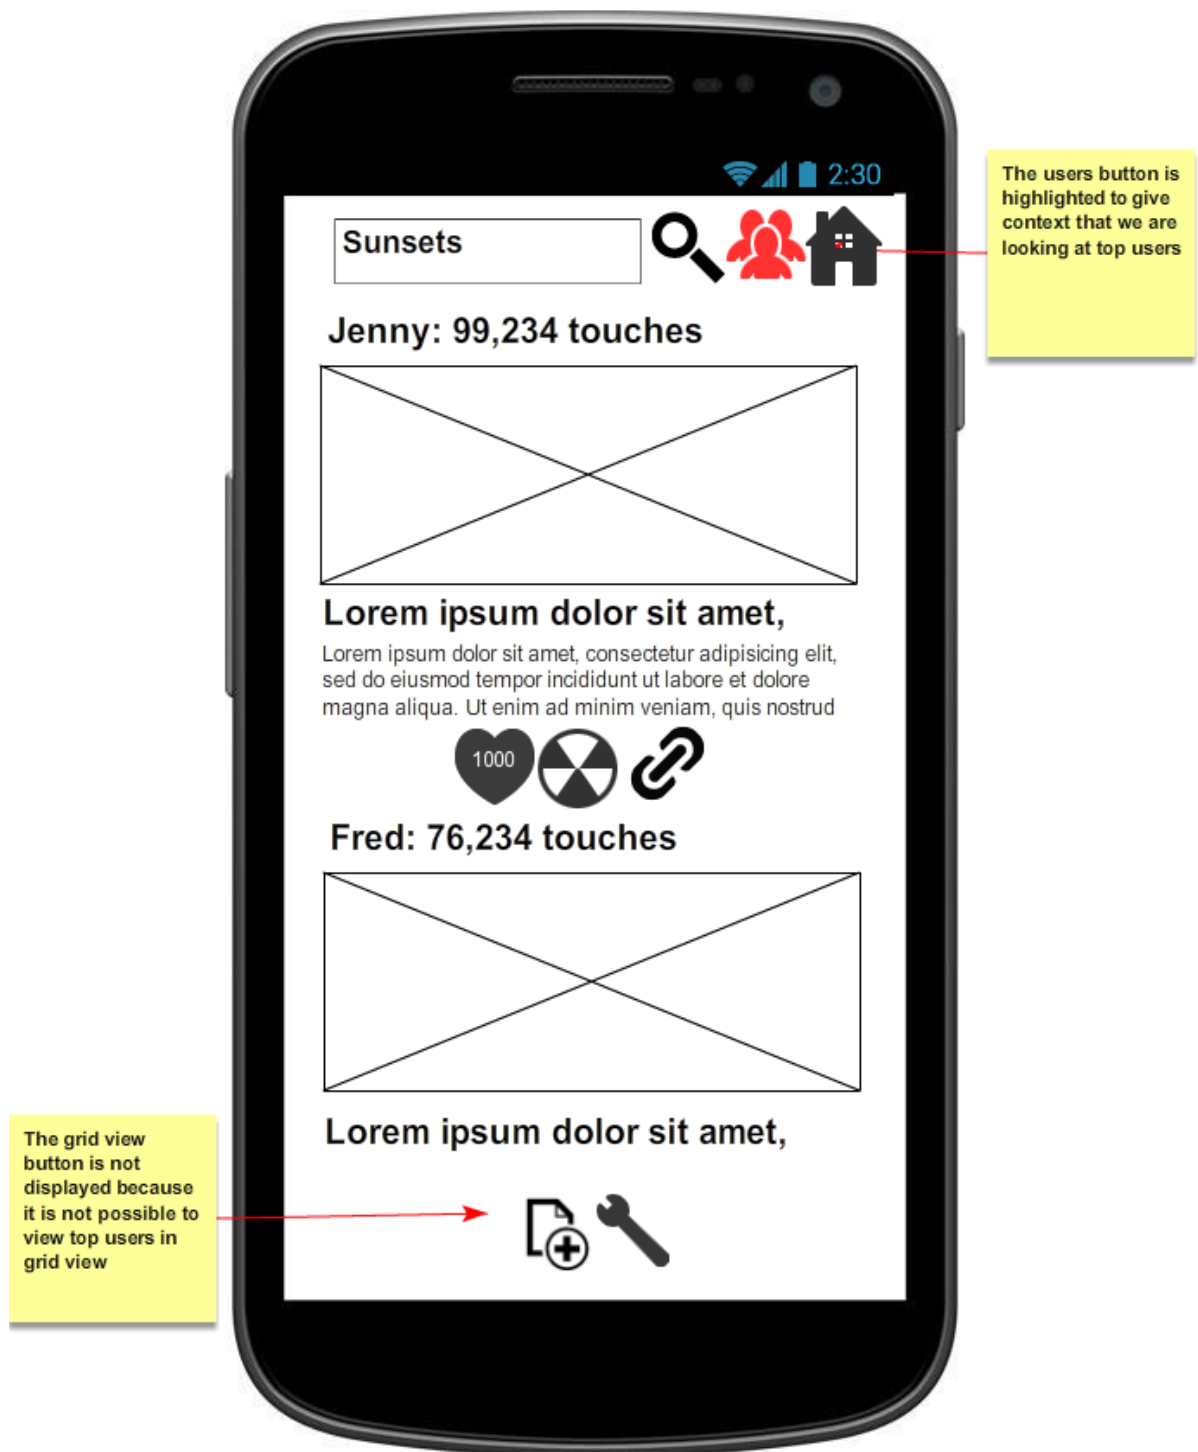 2:30
The users button is
highlighted to give
context that we are
looking at top users
Sunsets
Jenny: 99,234 touches
Lorem ipsum dolor sit amet,
Lorem ipsum dolor sit amet, consectetur adipisicing elit,
sed do eiusmod tempor incididunt ut labore et dolore
magna aliqua. Ut enim ad minim veniam, quis nostrud
1000
Fred: 76,234 touches
Lorem ipsum dolor sit amet,
The grid view
button is not
displayed because
it is not possible to
view top users in
grid view